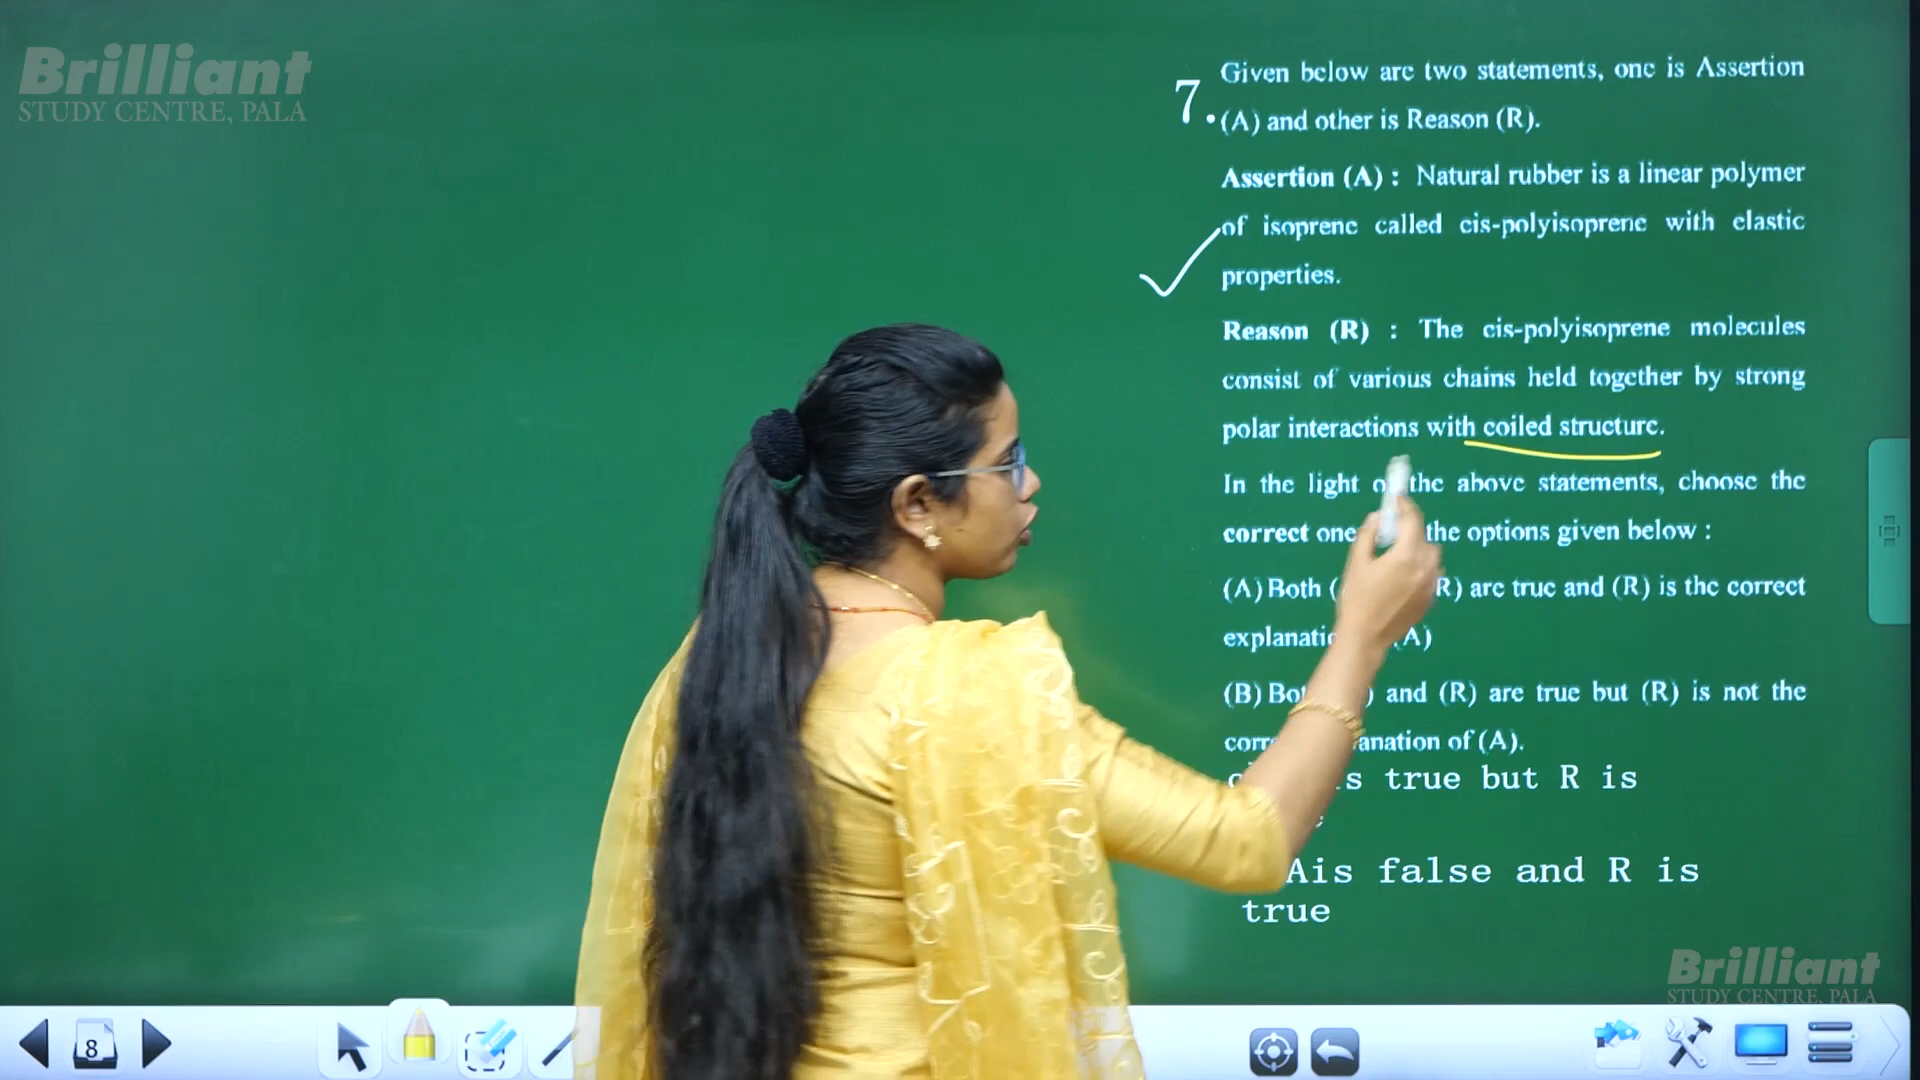 Brilliant
STUDY CENTRE, PALA
7.
Given below are two statements, one is Assertion
(A) and other is Reason (R).
Assertion (A) : Natural rubber is a linear polymer
of isoprene called cis-polyisoprene with elastic
properties.
Reason (R) : The cis-polyisoprene molecules
consist of various chains held together by strong
polar interactions with coiled structure.
In the light the above statements, choose the
correct one the options given below :
(A) Both R) are true and (R) is the correct
A)
(B) and (R) are true but (R) is not the
of (A).
true but R is
Ais false and R is
true
Brilliant
STUDY CENTRE, PALA
8